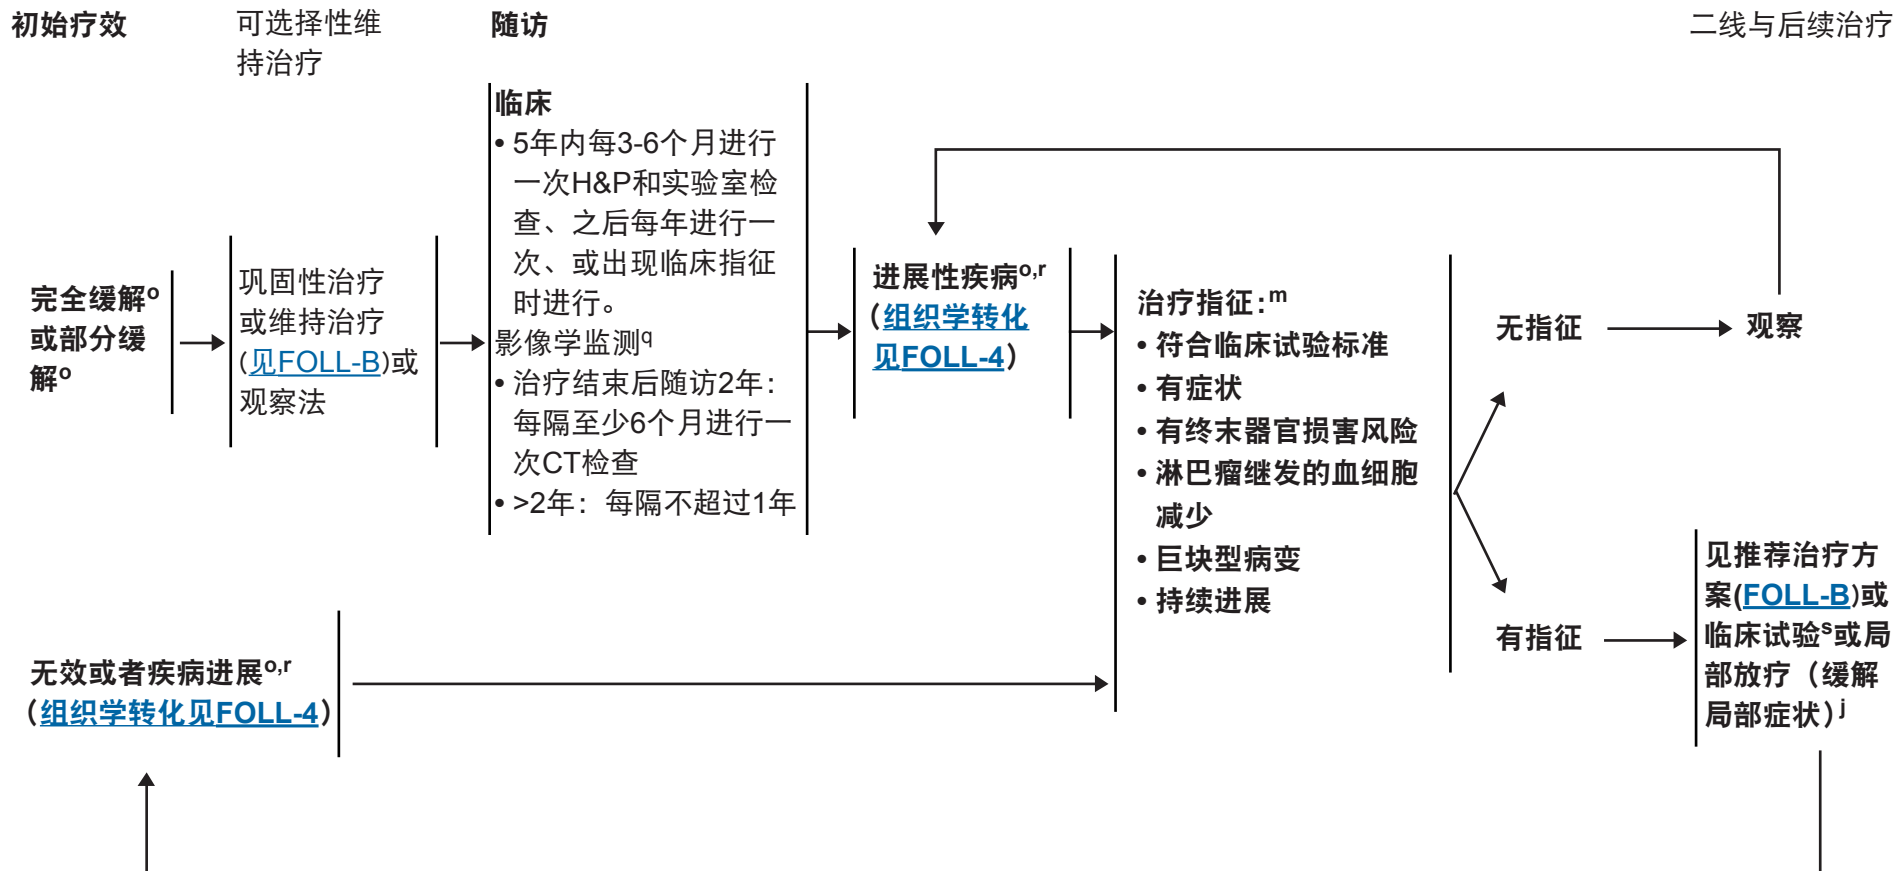 初始疗效
可选择性维
持治疗
随访
二线与后续治疗
完全缓解o
或部分缓
解o
巩固性治疗
或维持治疗
(见FOLL-B)或
观察法
临床
• 5年内每3-6个月进行
一次H&P和实验室检
查、之后每年进行一
次、或出现临床指征
时进行。
影像学监测q
• 治疗结束后随访2年：
每隔至少6个月进行一
次CT检查
• >2年：每隔不超过1年
进展性疾病o,r
（组织学转化
见FOLL-4）
治疗指征：m
• 符合临床试验标准
• 有症状
• 有终末器官损害风险
• 淋巴瘤继发的血细胞
减少
• 巨块型病变
• 持续进展
无指征
观察
有指征
见推荐治疗方
案(FOLL-B)或
临床试验s或局
部放疗（缓解
局部症状）j
无效或者疾病进展o,r
（组织学转化见FOLL-4）